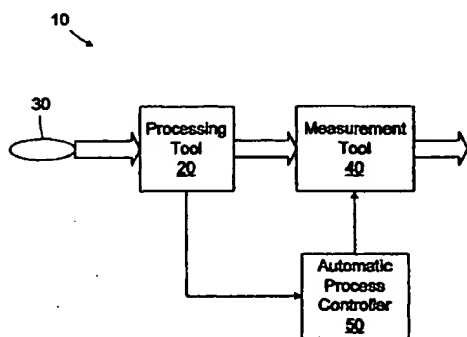 10
30
Processing
Tool
20
Measurement
Tool
40
Automatic
Process
Controller
50